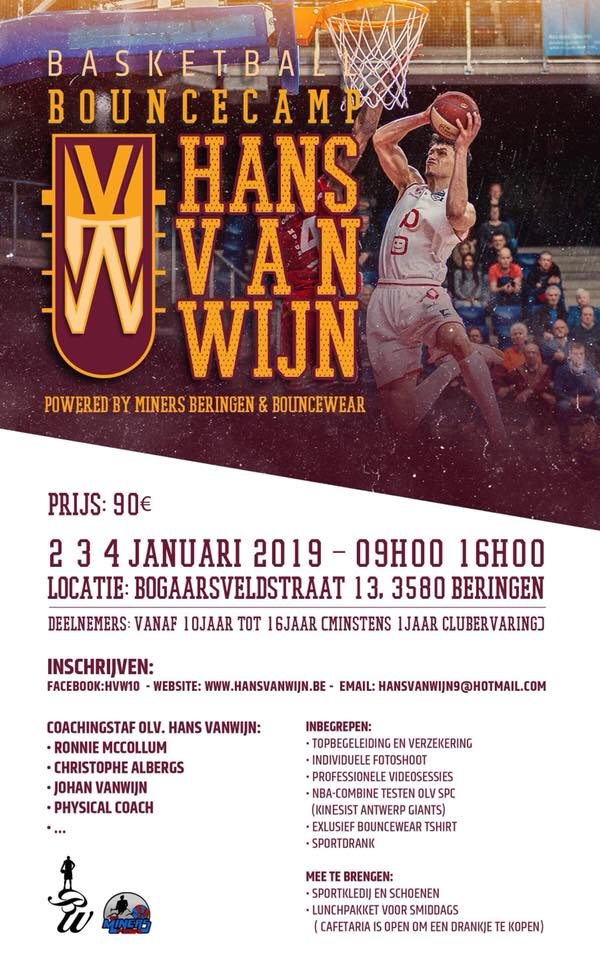 BASKETBALL
BOUNCECAMP
HANS
VAN
WIJN
POWERED BY MINERS BERINGEN & BOUNCEWEAR
PRIJS: 90€
2 3 4 JANUARI 2019 - 09H00 16H00
LOCATIE: BOGAARSVELDSTRAAT 13, 3580 BERINGEN
DEELNEMERS: VANAF 10JAAR TOT 16JAAR (MINSTENS 1JAAR CLUBERVARING)
INSCHRIJVEN:
FACEBOOK:HVW10 - WEBSITE: WWW.HANSVANWIJN.BE - EMAIL: HANSVANWIJN9@HOTMAIL.COM
COACHINGSTAF OLV. HANS VANWIJN:
• RONNIE MCCOLLUM
• CHRISTOPHE ALBERGS
• JOHAN VANWIJN
• PHYSICAL COACH
• ...
INBEGREPEN:
• TOPBEGELEIDING EN VERZEKERING
• INDIVIDUELE FOTOSHOOT
• PROFESSIONELE VIDEOSESSIES
• NBA-COMBINE TESTEN OLV SPC
(KINESIST ANTWERP GIANTS)
• EXLUSIEF BOUNCEWEAR TSHIRT
• SPORTDRANK
MEE TE BRENGEN:
• SPORTKLEDIJ EN SCHOENEN
• LUNCHPAKKET VOOR SMIDDAGS
( CAFETARIA IS OPEN OM EEN DRANKJE TE KOPEN)
MINERS